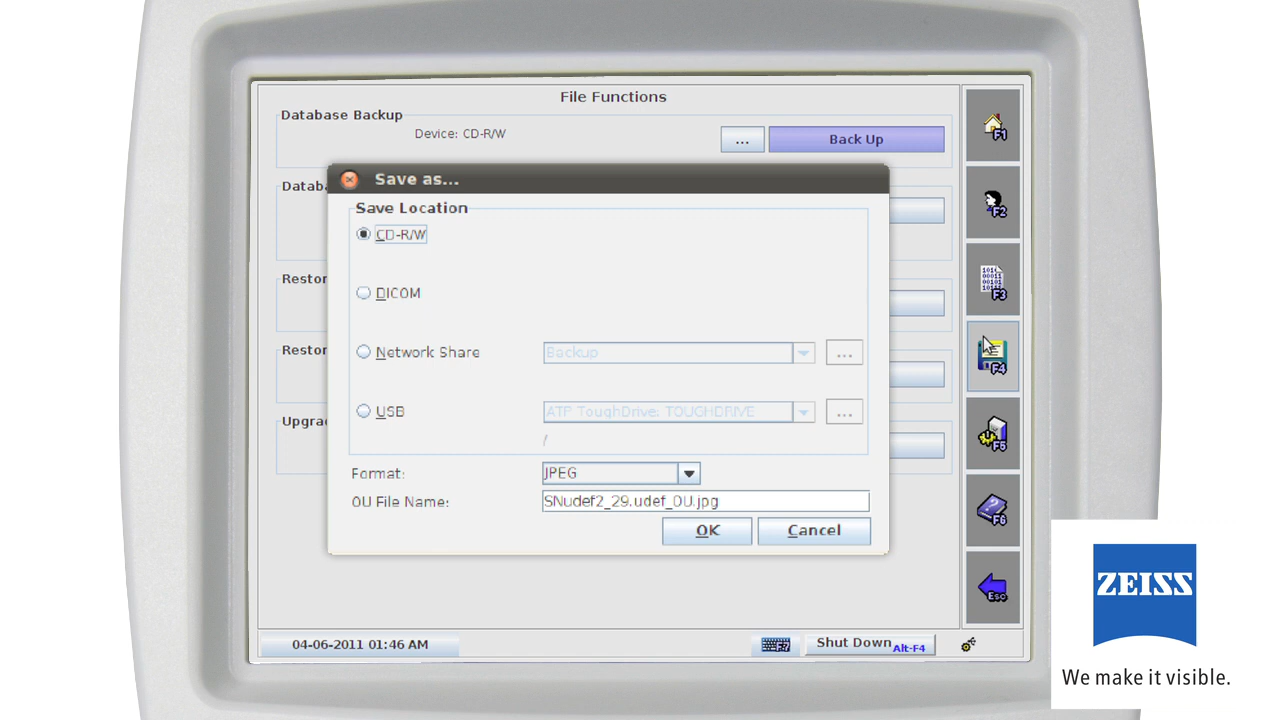 File Functions
Database Backup
Device: CD-R/W
...
Back Up
Databa
Save as...
Save Location
CD-R/W
Restor
DICOM
Restor
Network Share
Backup
...
Upgra
USB
ATP ToughDrive: TOUGHDRIVE
...
/
Format:
JPEG
OU File Name:
SNudef2_29.udef_OU.jpg
OK
Cancel
04-06-2011 01:46 AM
F7
Shut Down Alt-F4
F1
F2
F3
F4
F5
F6
Esc
ZEISS
We make it visible.